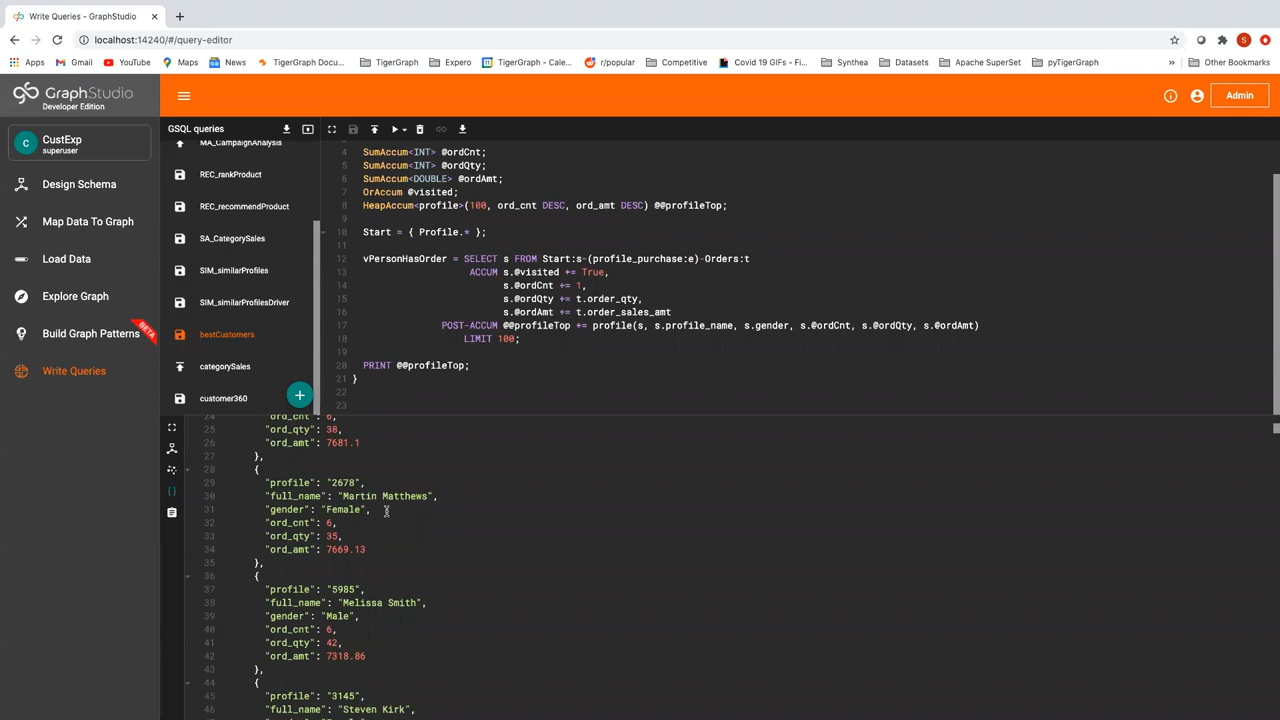 Write Queries - GraphStudio
localhost:14240/#/query-editor
Apps Gmail YouTube Maps News TigerGraph Docu... TigerGraph Expero TigerGraph - Cale... r/popular Competitive Covid 19 GIFs - Fi... Synthea Datasets Apache SuperSet pyTigerGraph » Other Bookmarks
GraphStudio
Developer Edition
Admin
C
CustExp
superuser
Design Schema
Map Data To Graph
Load Data
Explore Graph
Build Graph Patterns
BETA
Write Queries
GSQL queries
MA_CampaignAnalysis
REC_rankProduct
REC_recommendProduct
SA_CategorySales
SIM_similarProfiles
SIM_similarProfilesDriver
bestCustomers
categorySales
customer360
4 SumAccum<INT> @ordCnt;
5 SumAccum<INT> @ordQty;
6 SumAccum<DOUBLE> @ordAmt;
7 OrAccum @visited;
8 HeapAccum<profile>(100, ord_cnt DESC, ord_amt DESC) @@profileTop;
9
10 Start = { Profile.* };
11
12 vPersonHasOrder = SELECT s FROM Start:s-(profile_purchase:e)-Orders:t
13 ACCUM s.@visited += True,
14 s.@ordCnt += 1,
15 s.@ordQty += t.order_qty,
16 s.@ordAmt += t.order_sales_amt
17 POST-ACCUM @@profileTop += profile(s, s.profile_name, s.gender, s.@ordCnt, s.@ordQty, s.@ordAmt)
18 LIMIT 100;
19
20 PRINT @@profileTop;
21 }
22
23
24 "ord_cnt": 6,
25 "ord_qty": 38,
26 "ord_amt": 7681.1
27 },
28 {
29 "profile": "2678",
30 "full_name": "Martin Matthews",
31 "gender": "Female",
32 "ord_cnt": 6,
33 "ord_qty": 35,
34 "ord_amt": 7669.13
35 },
36 {
37 "profile": "5985",
38 "full_name": "Melissa Smith",
39 "gender": "Male",
40 "ord_cnt": 6,
41 "ord_qty": 42,
42 "ord_amt": 7318.86
43 },
44 {
45 "profile": "3145",
46 "full_name": "Steven Kirk",